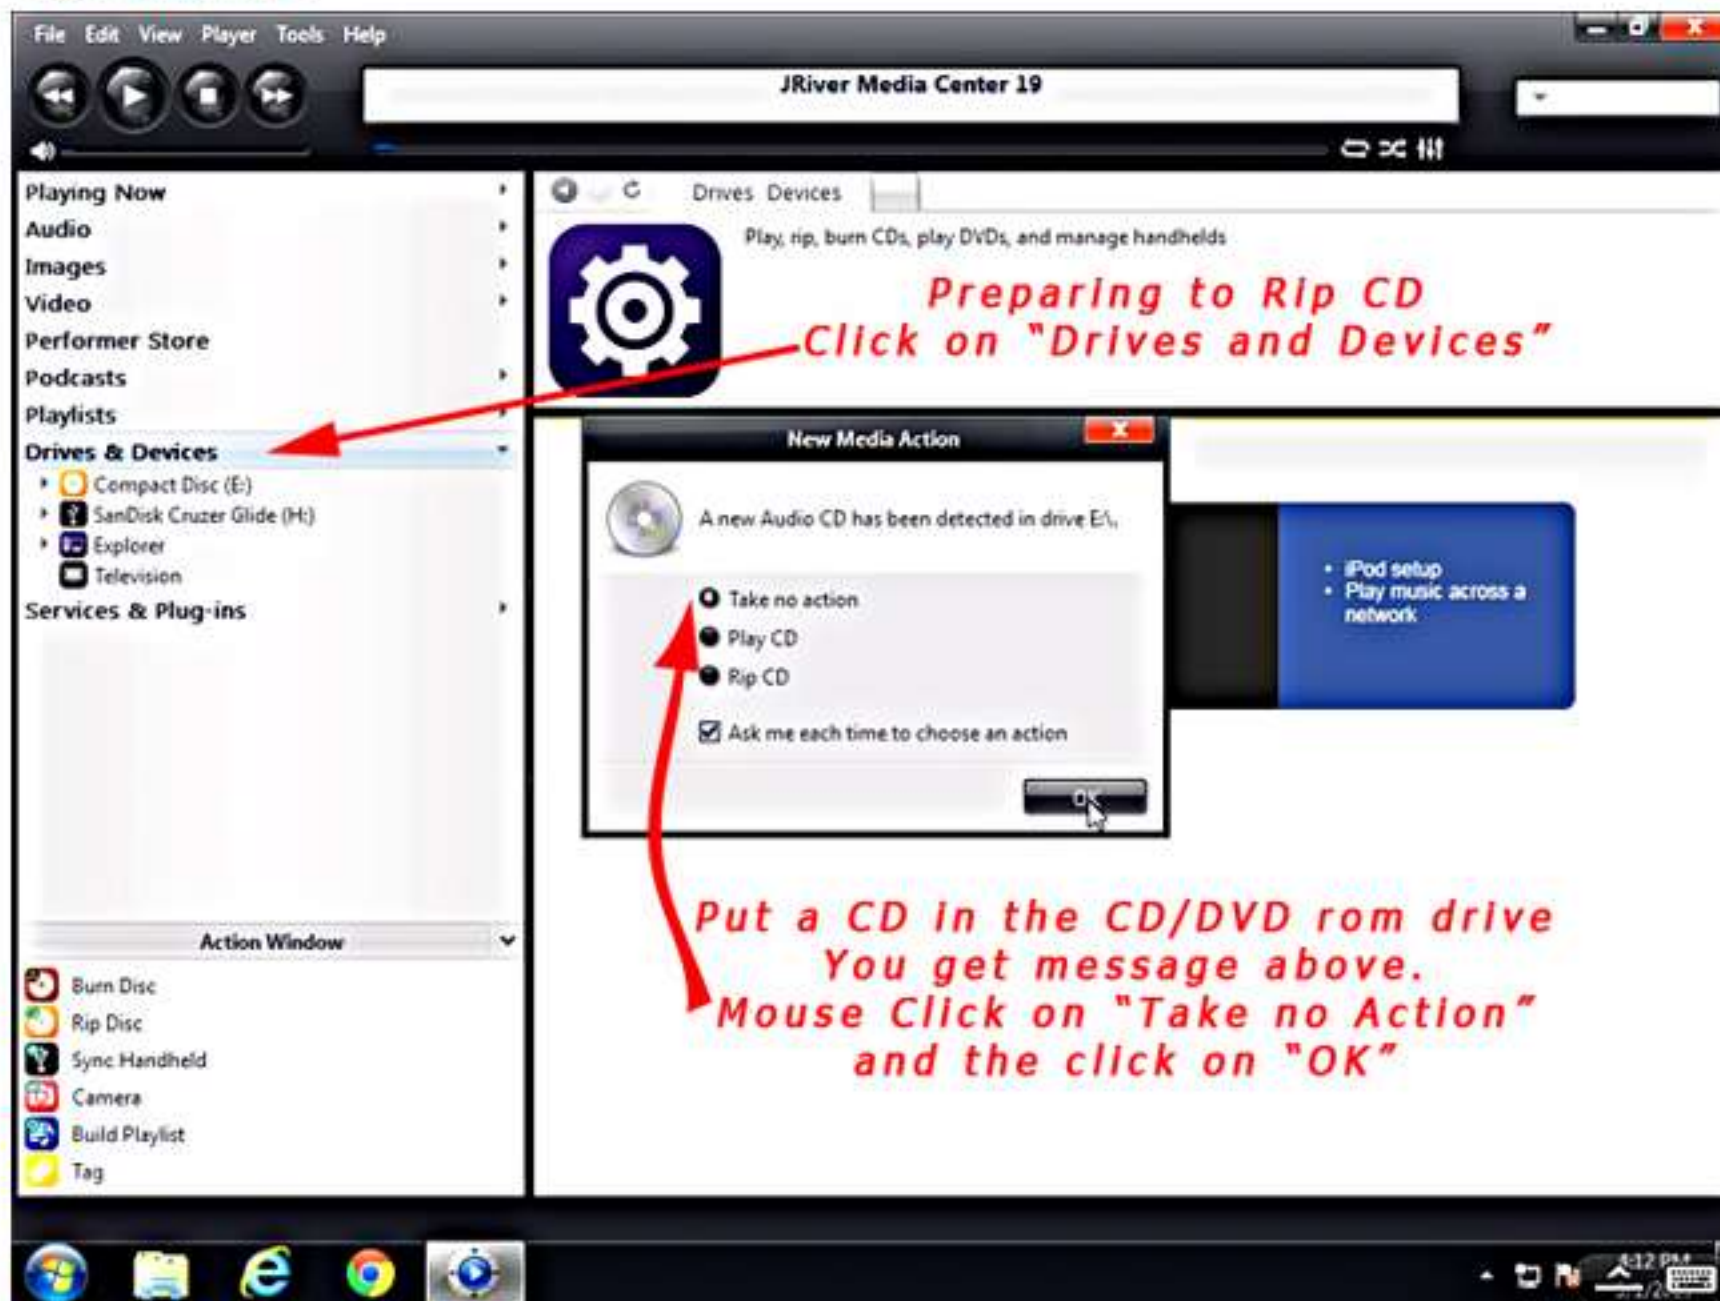 File Edit View Player Tools Help
JRiver Media Center 19
Playing Now
Audio
Images
Video
Performer Store
Podcasts
Playlists
Drives & Devices
Compact Disc (E:)
SanDisk Cruzer Glide (H:)
Explorer
Television
Services & Plug-ins
Action Window
Burn Disc
Rip Disc
Sync Handheld
Camera
Build Playlist
Tag
Drives Devices
Play, rip, burn CDs, play DVDs, and manage handhelds
Preparing to Rip CD
Click on “Drives and Devices”
New Media Action
A new Audio CD has been detected in drive E:\.
Take no action
Play CD
Rip CD
Ask me each time to choose an action
OK
• iPod setup
• Play music across a
network
Put a CD in the CD/DVD rom drive
You get message above.
Mouse Click on “Take no Action”
and the click on “OK”
4:12 PM